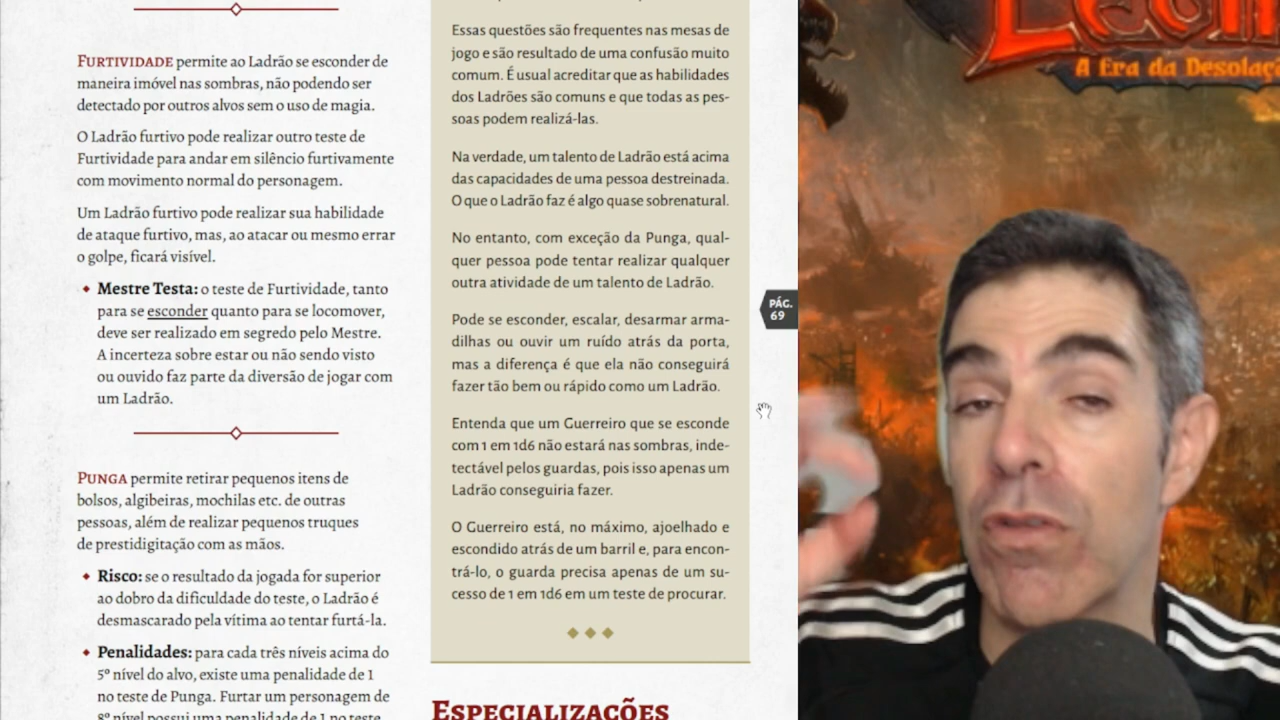 FURTIVIDADE permite ao Ladrão se esconder de
maneira imóvel nas sombras, não podendo ser
detectado por outros alvos sem o uso de magia.
O Ladrão furtivo pode realizar outro teste de
Furtividade para andar em silêncio furtivamente
com movimento normal do personagem.
Um Ladrão furtivo pode realizar sua habilidade
de ataque furtivo, mas, ao atacar ou mesmo errar
o golpe, ficará visível.
Mestre Testa: o teste de Furtividade, tanto
para se esconder quanto para se locomover,
deve ser realizado em segredo pelo Mestre.
A incerteza sobre estar ou não sendo visto
ou ouvido faz parte da diversão de jogar com
um Ladrão.
PUNGA permite retirar pequenos itens de
bolsos, algibeiras, mochilas etc. de outras
pessoas, além de realizar pequenos truques
de prestidigitação com as mãos.
Risco: se o resultado da jogada for superior
ao dobro da dificuldade do teste, o Ladrão é
desmascarado pela vítima ao tentar furtá-la.
Penalidades: para cada três níveis acima do
5º nível do alvo, existe uma penalidade de 1
no teste de Punga. Furtar um personagem de
8º nível possui uma penalidade de 1 no teste
Essas questões são frequentes nas mesas de
jogo e são resultado de uma confusão muito
comum. É usual acreditar que as habilidades
dos Ladrões são comuns e que todas as pes-
soas podem realizá-las.
Na verdade, um talento de Ladrão está acima
das capacidades de uma pessoa destreinada.
O que o Ladrão faz é algo quase sobrenatural.
No entanto, com exceção da Punga, qual-
quer pessoa pode tentar realizar qualquer
outra atividade de um talento de Ladrão.
Pode se esconder, escalar, desarmar arma-
dilhas ou ouvir um ruído atrás da porta,
mas a diferença é que ela não conseguirá
fazer tão bem ou rápido como um Ladrão.
Entenda que um Guerreiro que se esconde
com 1 em 1d6 não estará nas sombras, inde-
tectável pelos guardas, pois isso apenas um
Ladrão conseguiria fazer.
O Guerreiro está, no máximo, ajoelhado e
escondido atrás de um barril e, para encon-
trá-lo, o guarda precisa apenas de um su-
cesso de 1 em 1d6 em um teste de procurar.
ESPECIALIZAÇÕES
PÁG.
69
A Era da Desolaç